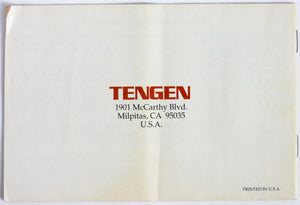 TENGEN
1901 McCarthy Blvd.
Milpitas, CA 95035
U.S.A.
PRINTED IN U.S.A.